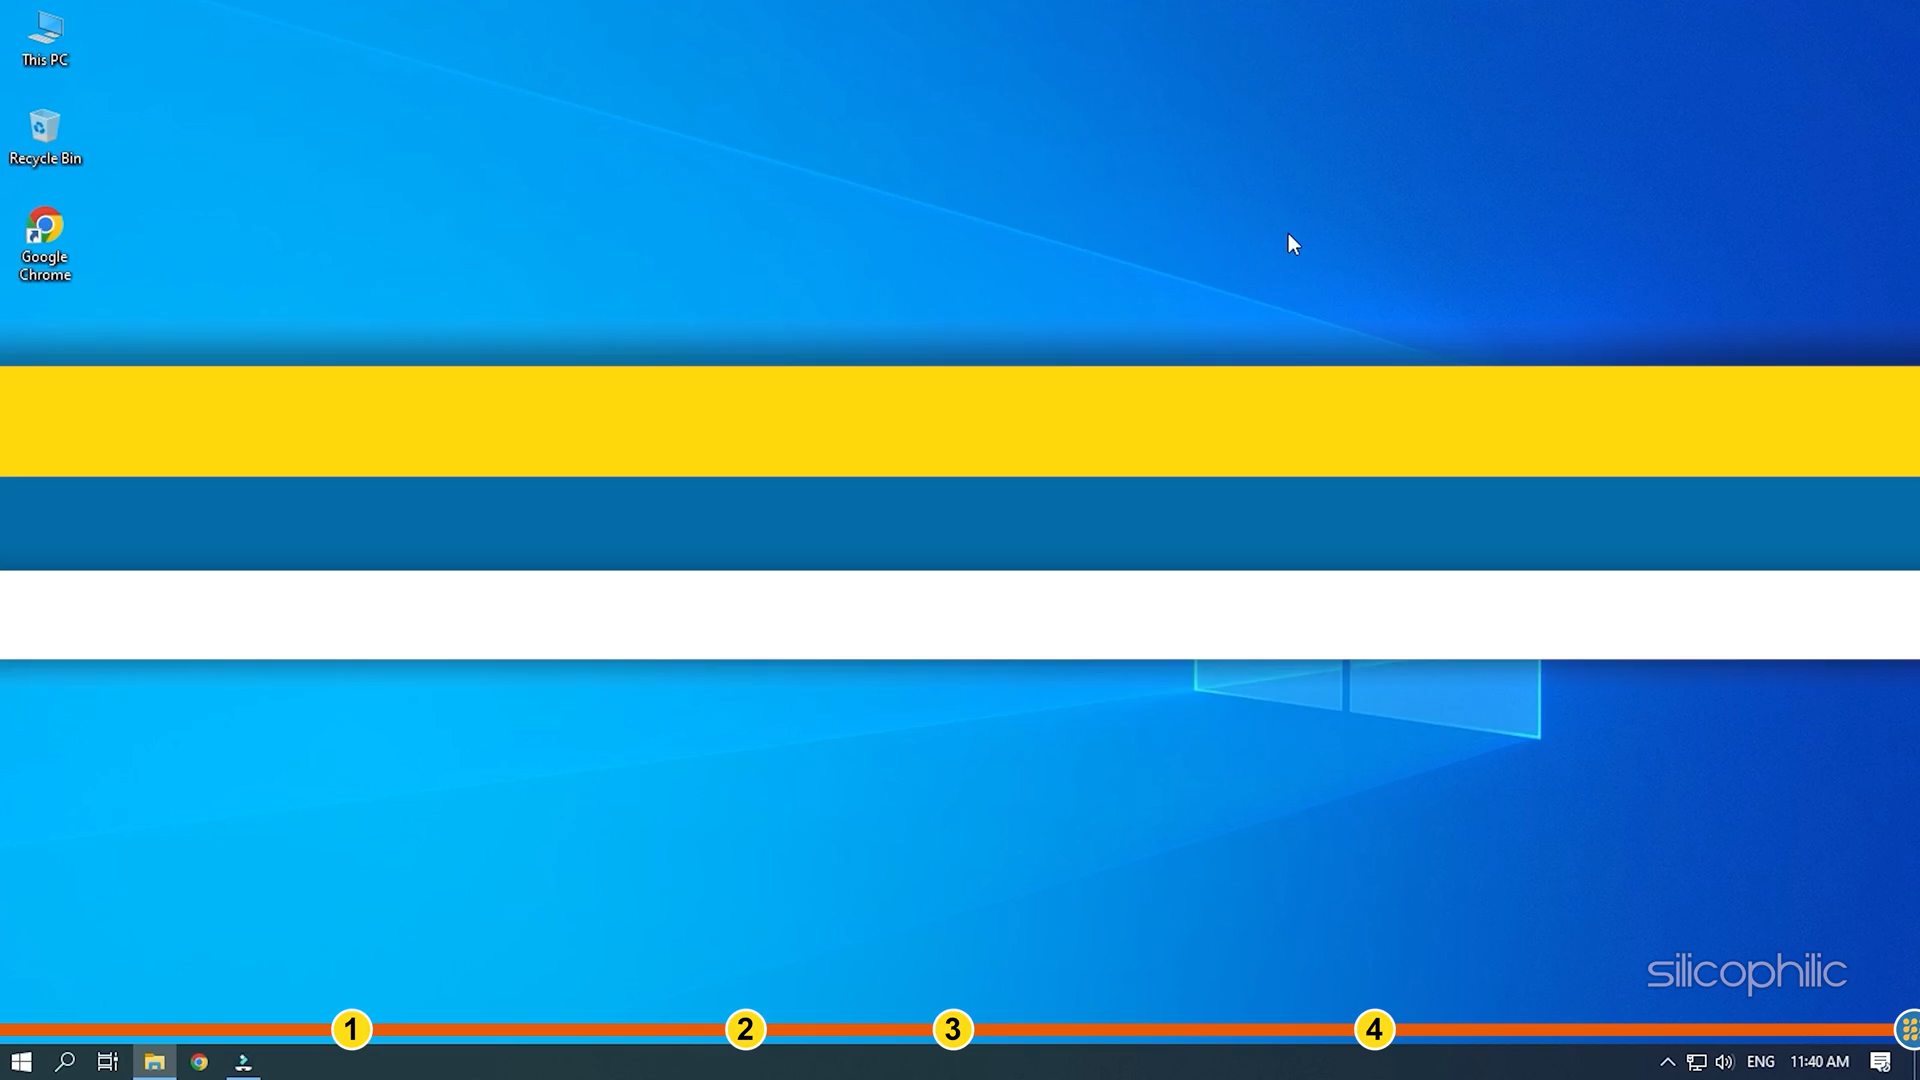 This PC
Recycle Bin
Google
Chrome
silicophilic
1
2
3
4
ENG
11:40 AM